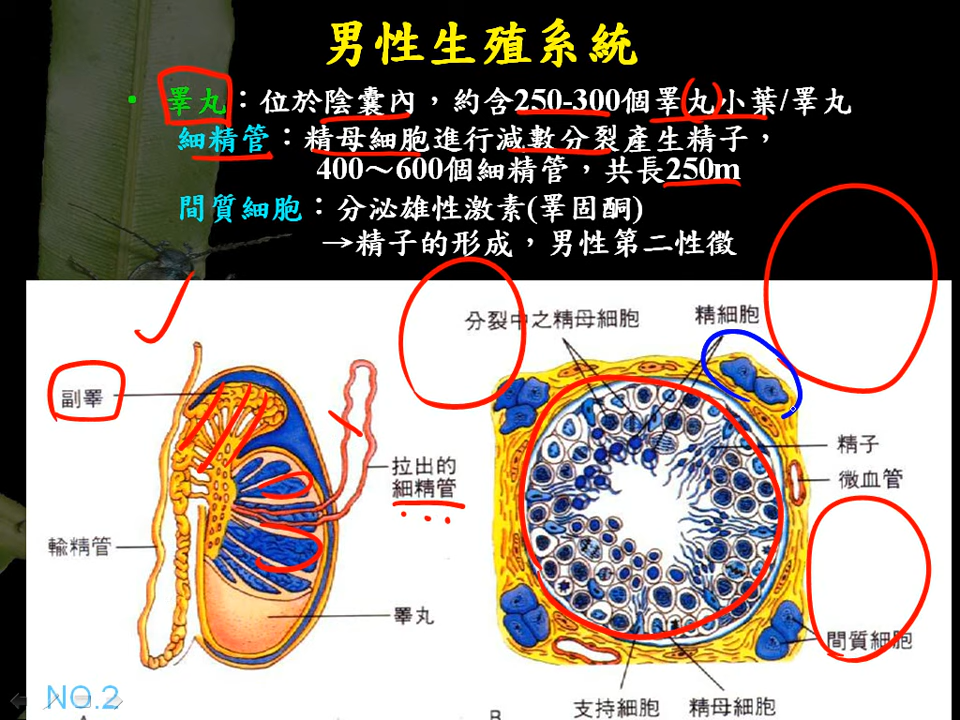 男性生殖系統
• 睪丸：位於陰囊內，約含250-300個睪丸小葉/睪丸
細精管：精母細胞進行減數分裂產生精子，
400～600個細精管，共長250m
間質細胞：分泌雄性激素(睪固酮)
→精子的形成，男性第二性徵
分裂中之精母細胞
精細胞
副睪
拉出的
細精管
精子
微血管
輸精管
睪丸
間質細胞
支持細胞
精母細胞
NO.2
A
B